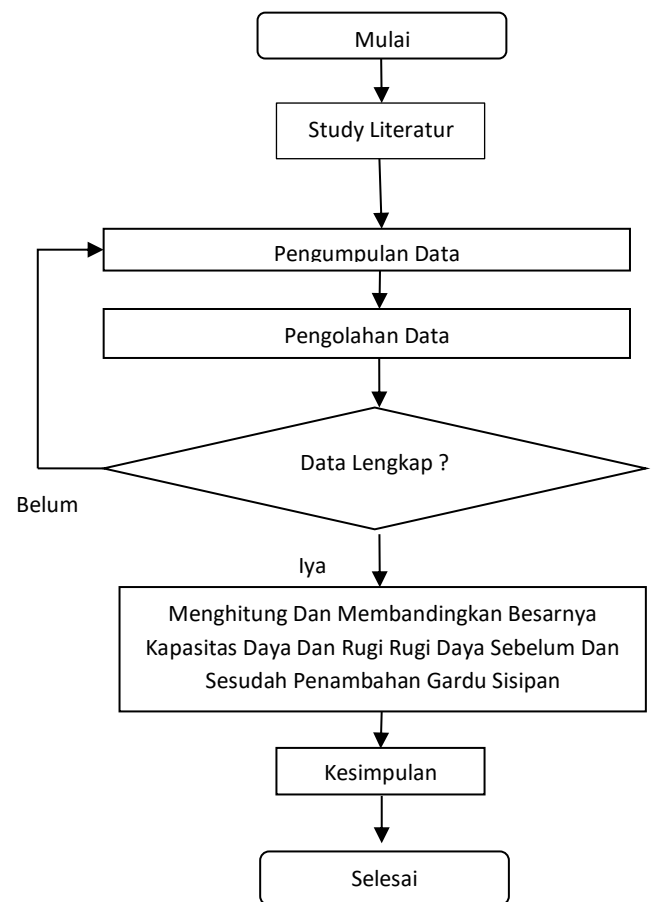 Mulai
Study Literatur
Pengumpulan Data
Pengolahan Data
Data Lengkap ?
Belum
Iya
Menghitung Dan Membandingkan Besarnya
Kapasitas Daya Dan Rugi Rugi Daya Sebelum Dan
Sesudah Penambahan Gardu Sisipan
Kesimpulan
Selesai